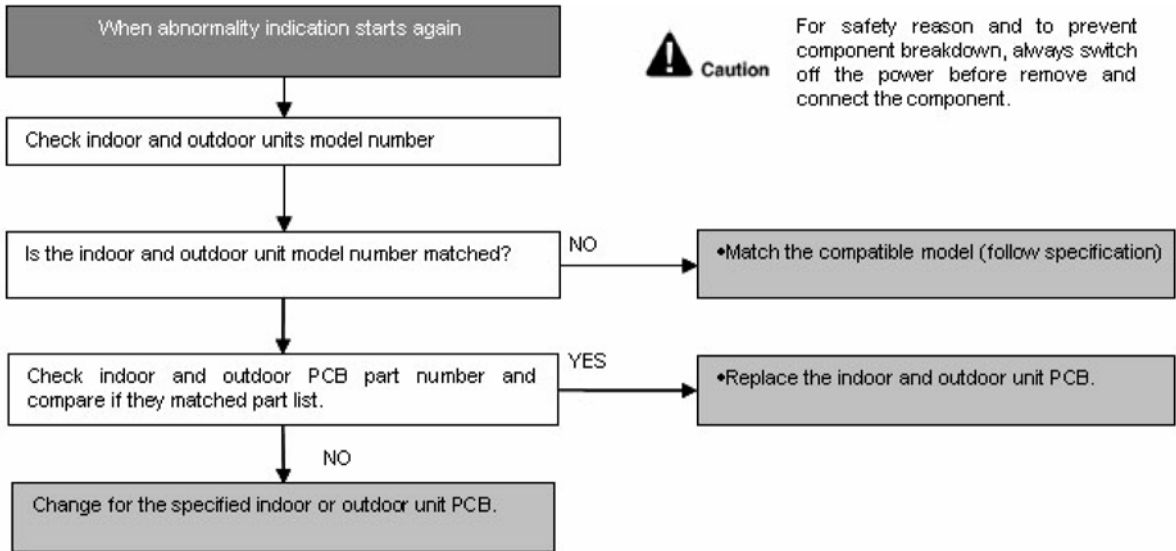 When abnormality indication starts again
For safety reason and to prevent
component breakdown, always switch
off the power before remove and
connect the component.
Caution
Check indoor and outdoor units model number
Is the indoor and outdoor unit model number matched?
NO
•Match the compatible model (follow specification)
Check indoor and outdoor PCB part number and
compare if they matched part list.
YES
•Replace the indoor and outdoor unit PCB.
NO
Change for the specified indoor or outdoor unit PCB.